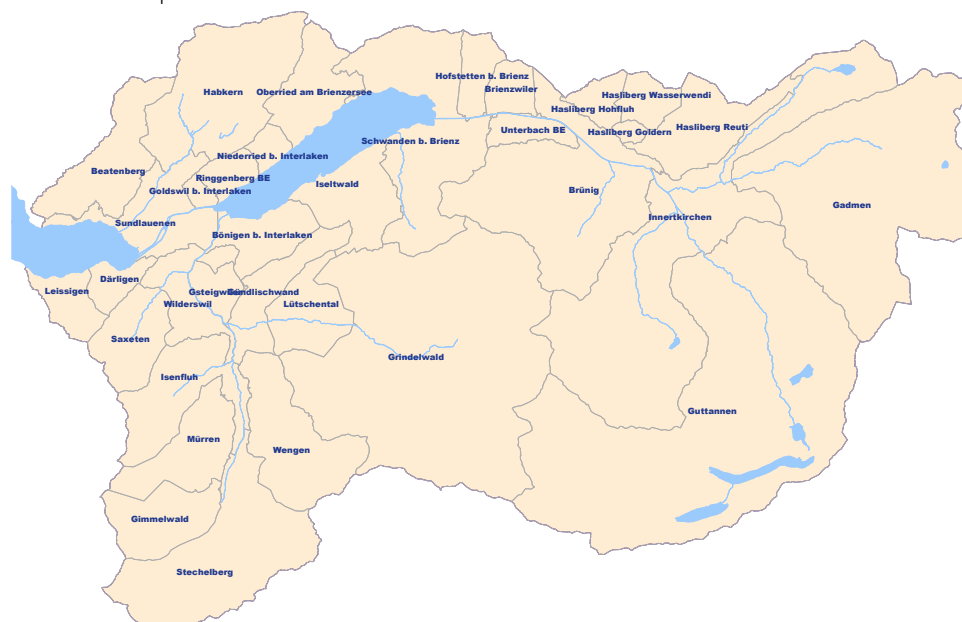 Hofstetten b. Brienz
Habkern
Oberried am Brienzersee
Brienzwiler
Hasliberg Wasserwendi
Hasliberg Hohfluh
Unterbach BE
Hasliberg Goldern
Hasliberg Reuti
Schwanden b. Brienz
Niederried b. Interlaken
Beatenberg
Ringgenberg BE
Iseltwald
Goldswil b. Interlaken
Brünig
Gadmen
Sundlauenen
Innertkirchen
Bönigen b. Interlaken
Därligen
Leissigen
Gsteigwiler
Gündlischwand
Wilderswil
Lütschental
Saxeten
Grindelwald
Isenfluh
Guttannen
Mürren
Wengen
Gimmelwald
Stechelberg